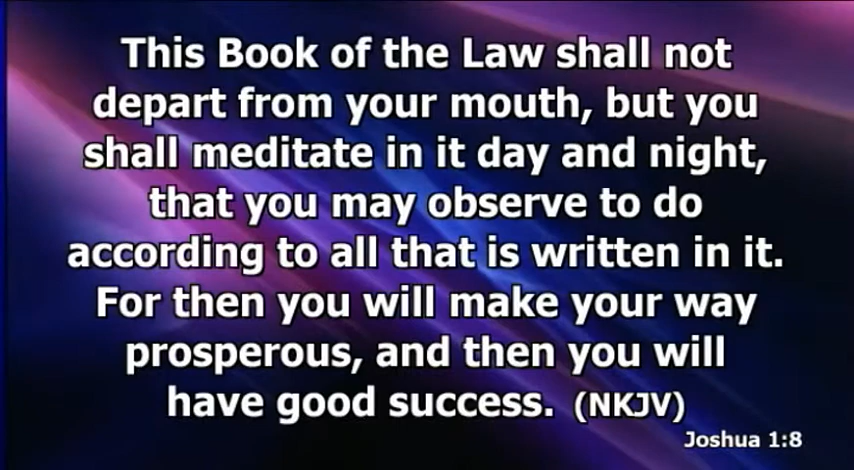 This Book of the Law shall not
depart from your mouth, but you
shall meditate in it day and night,
that you may observe to do
according to all that is written in it.
For then you will make your way
prosperous, and then you will
have good success. (NKJV)
Joshua 1:8